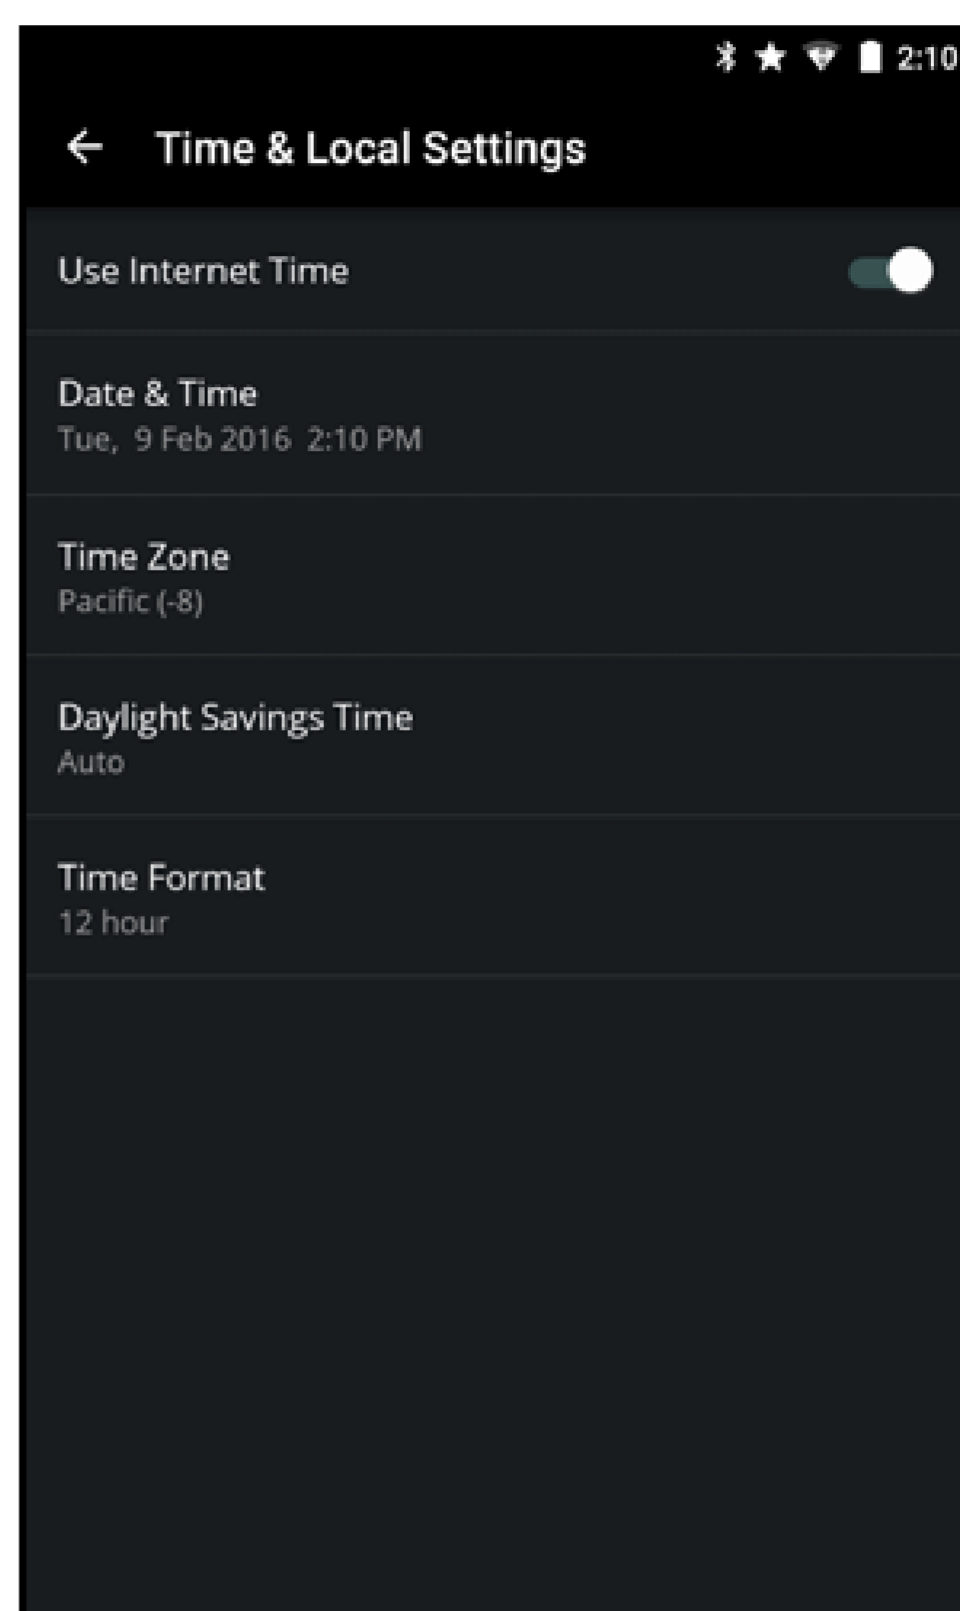 2:10
Time & Local Settings
Use Internet Time
Date & Time
Tue, 9 Feb 2016 2:10 PM
Time Zone
Pacific (-8)
Daylight Savings Time
Auto
Time Format
12 hour